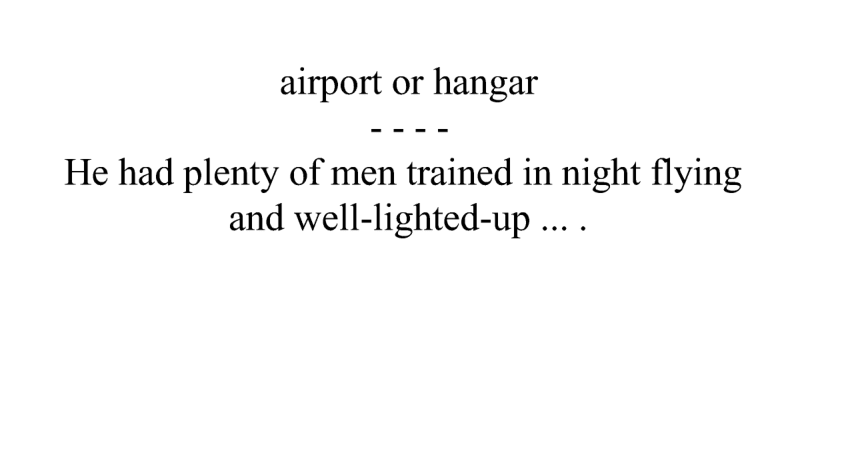 airport or hangar
- - - -
He had plenty of men trained in night flying
and well-lighted-up ... .